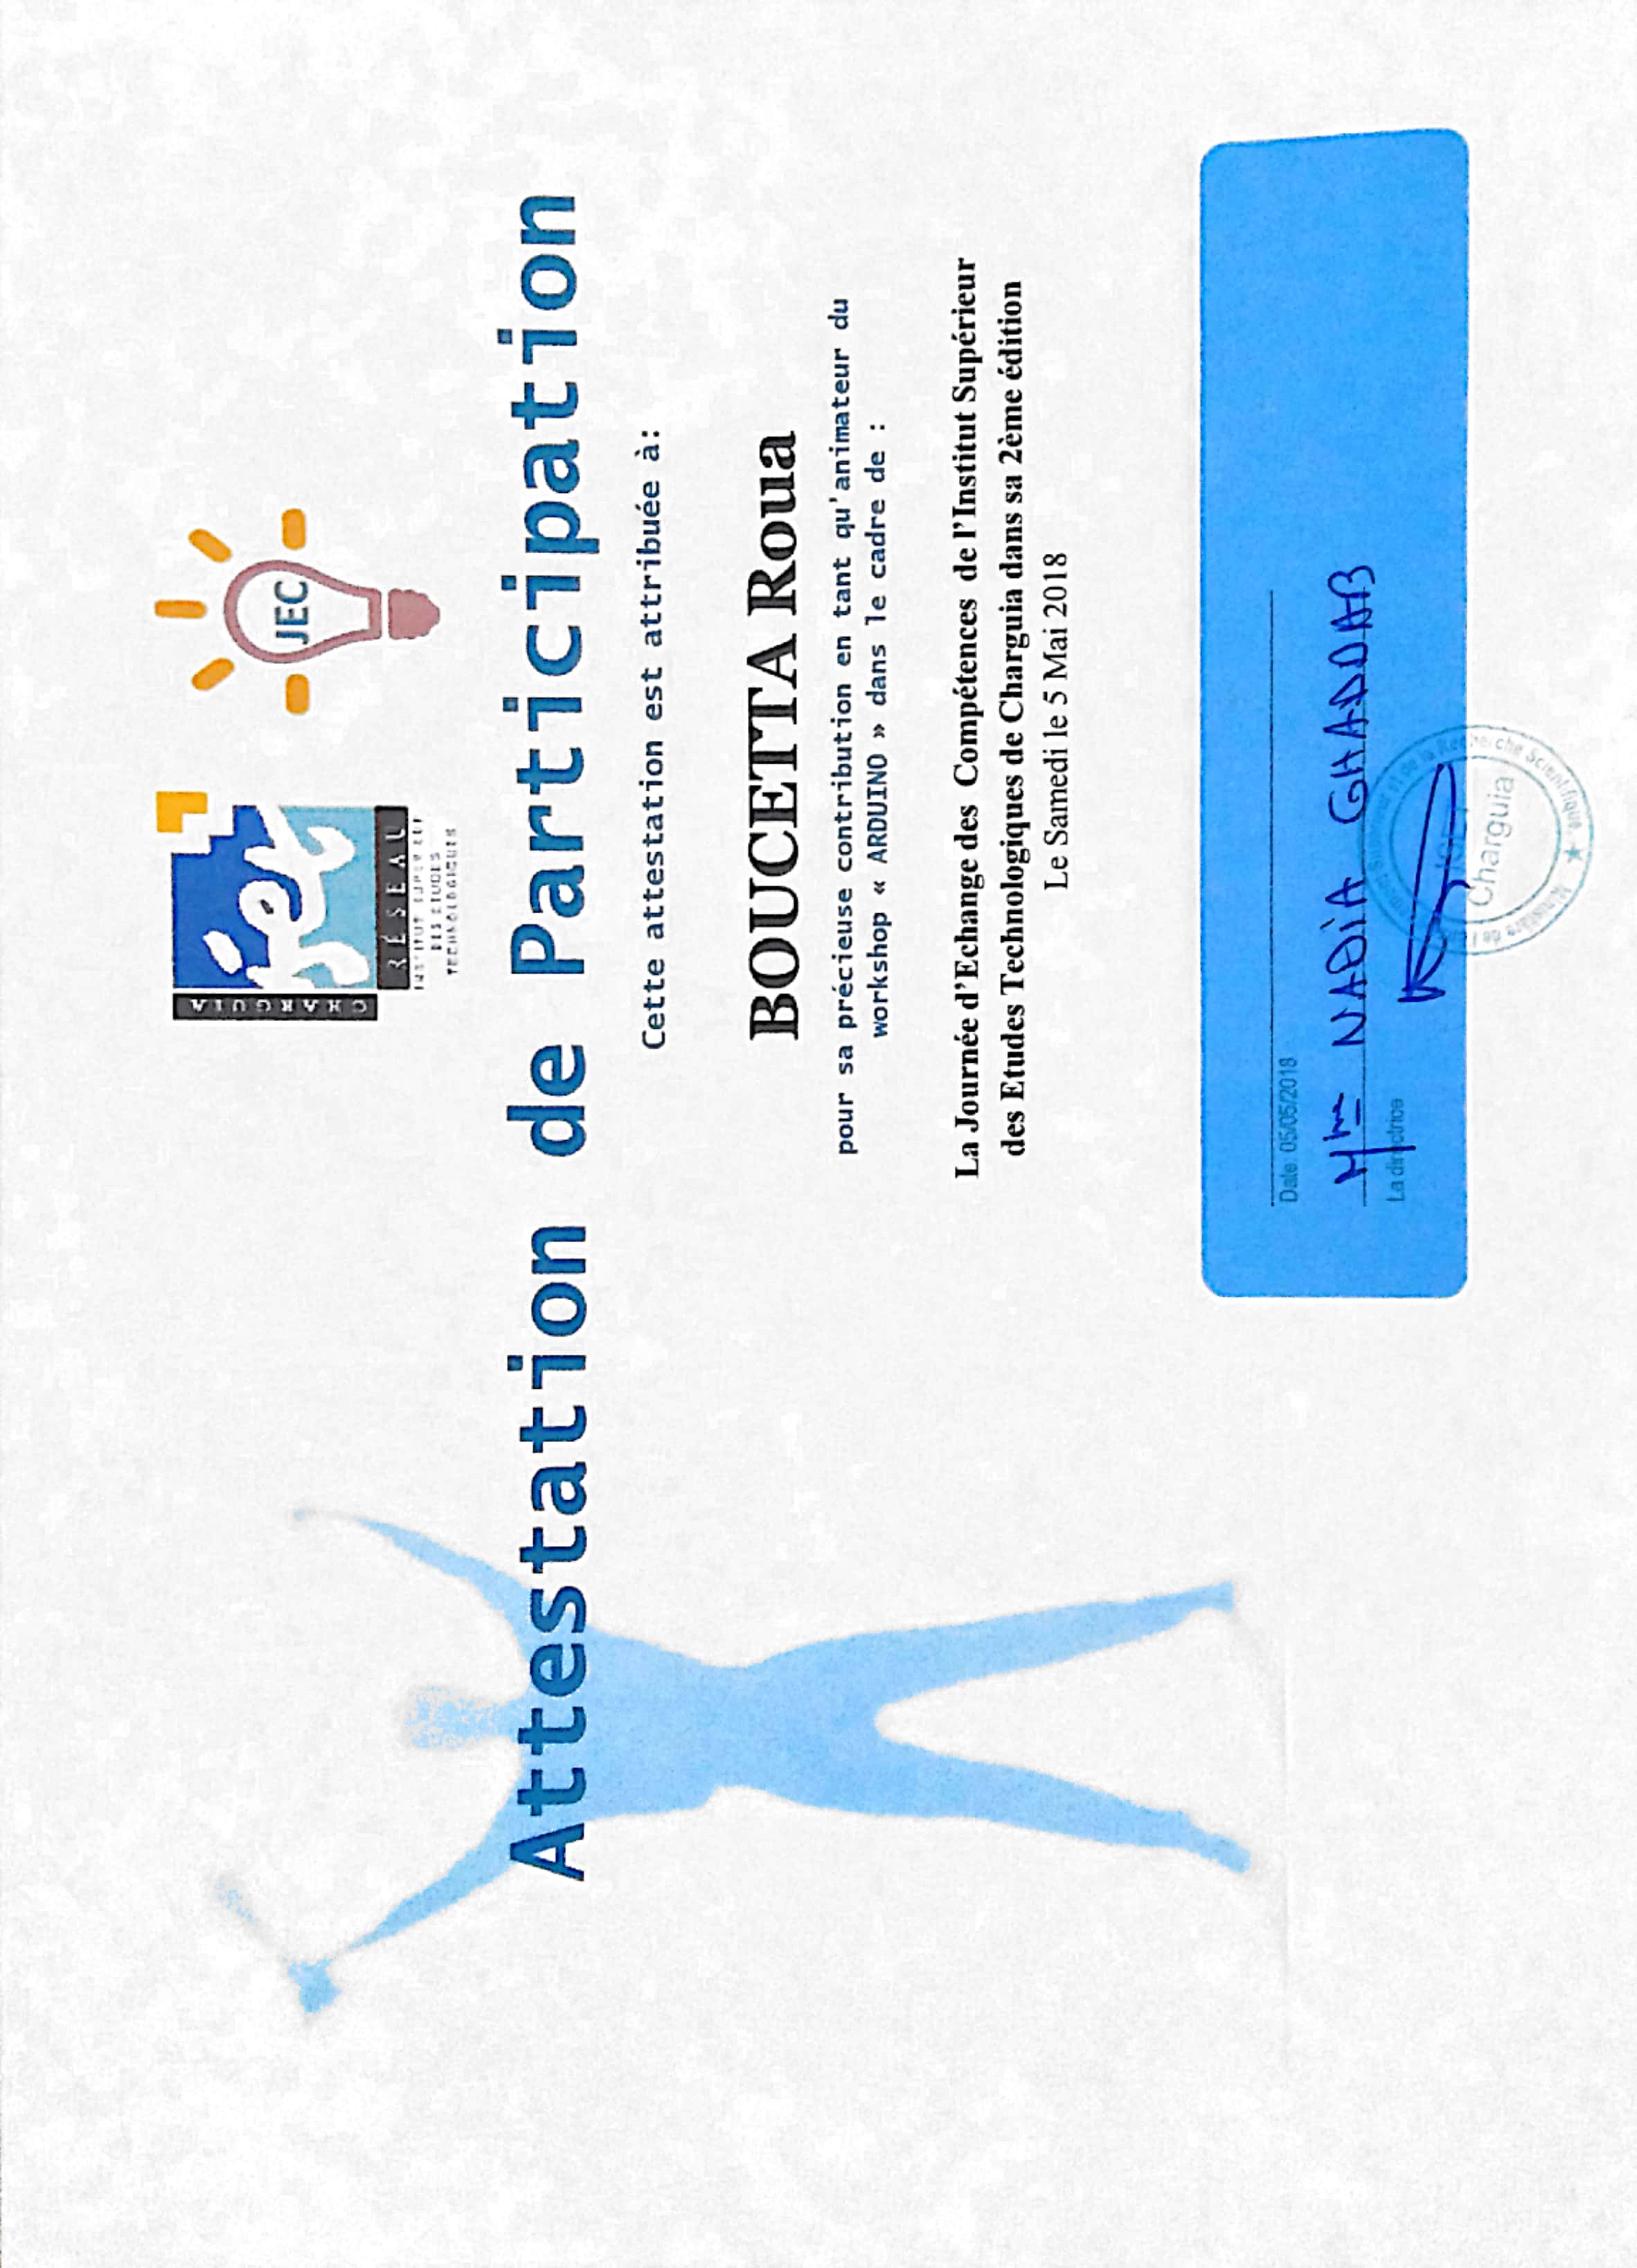 CHARGUIA
iset
RÉSEAU
INSTITUT SUPERIEUR
DES ETUDES
TECHNOLOGIQUES
JEC
Attestation de Participation
Cette attestation est attribuée à:
BOUCETTA Roua
pour sa précieuse contribution en tant qu'animateur du
workshop « ARDUINO » dans le cadre de :
La Journée d'Echange des Compétences de l'Institut Supérieur
des Etudes Technologiques de Charguia dans sa 2ème édition
Le Samedi le 5 Mai 2018
Date: 05/05/2018
Mme NADIA GHADDAB
La directrice
Ministère de l' Supérieur et de la Recherche Scientifique
ISET
Charguia